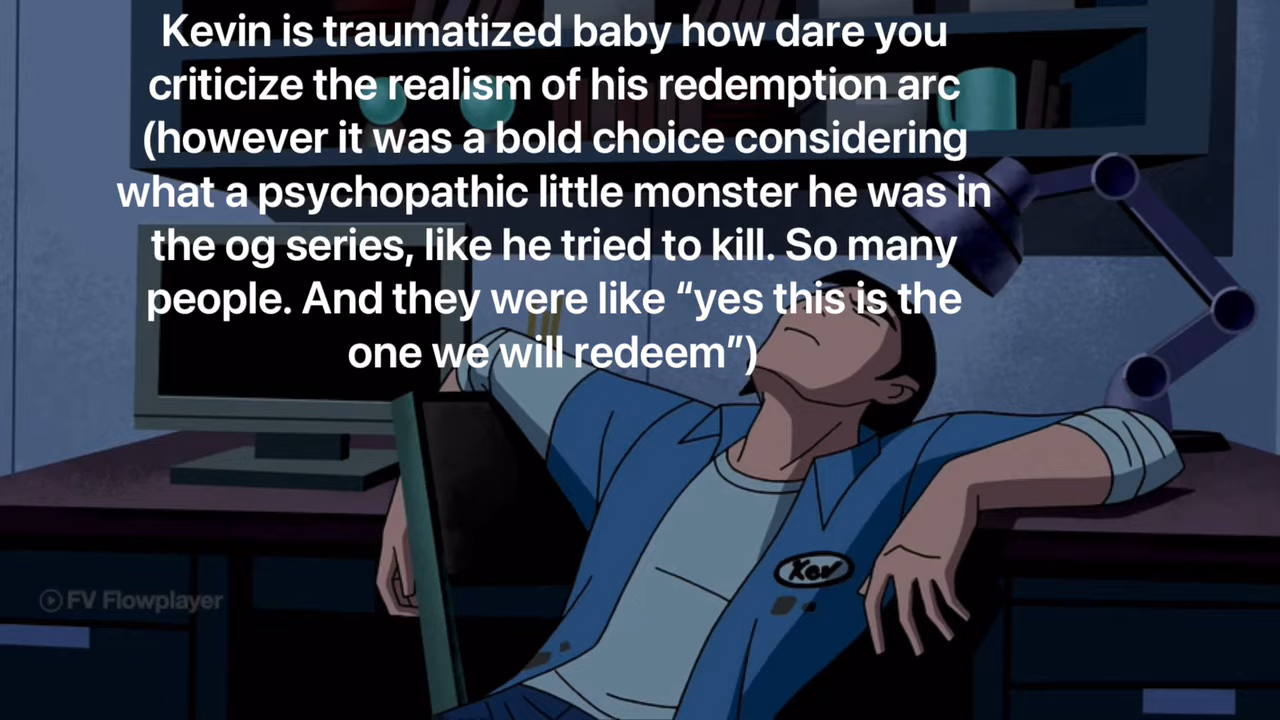 Kevin is traumatized baby how dare you
criticize the realism of his redemption arc
(however it was a bold choice considering
what a psychopathic little monster he was in
the og series, like he tried to kill. So many
people. And they were like “yes this is the
one we will redeem”)
Kev
FV Flowplayer